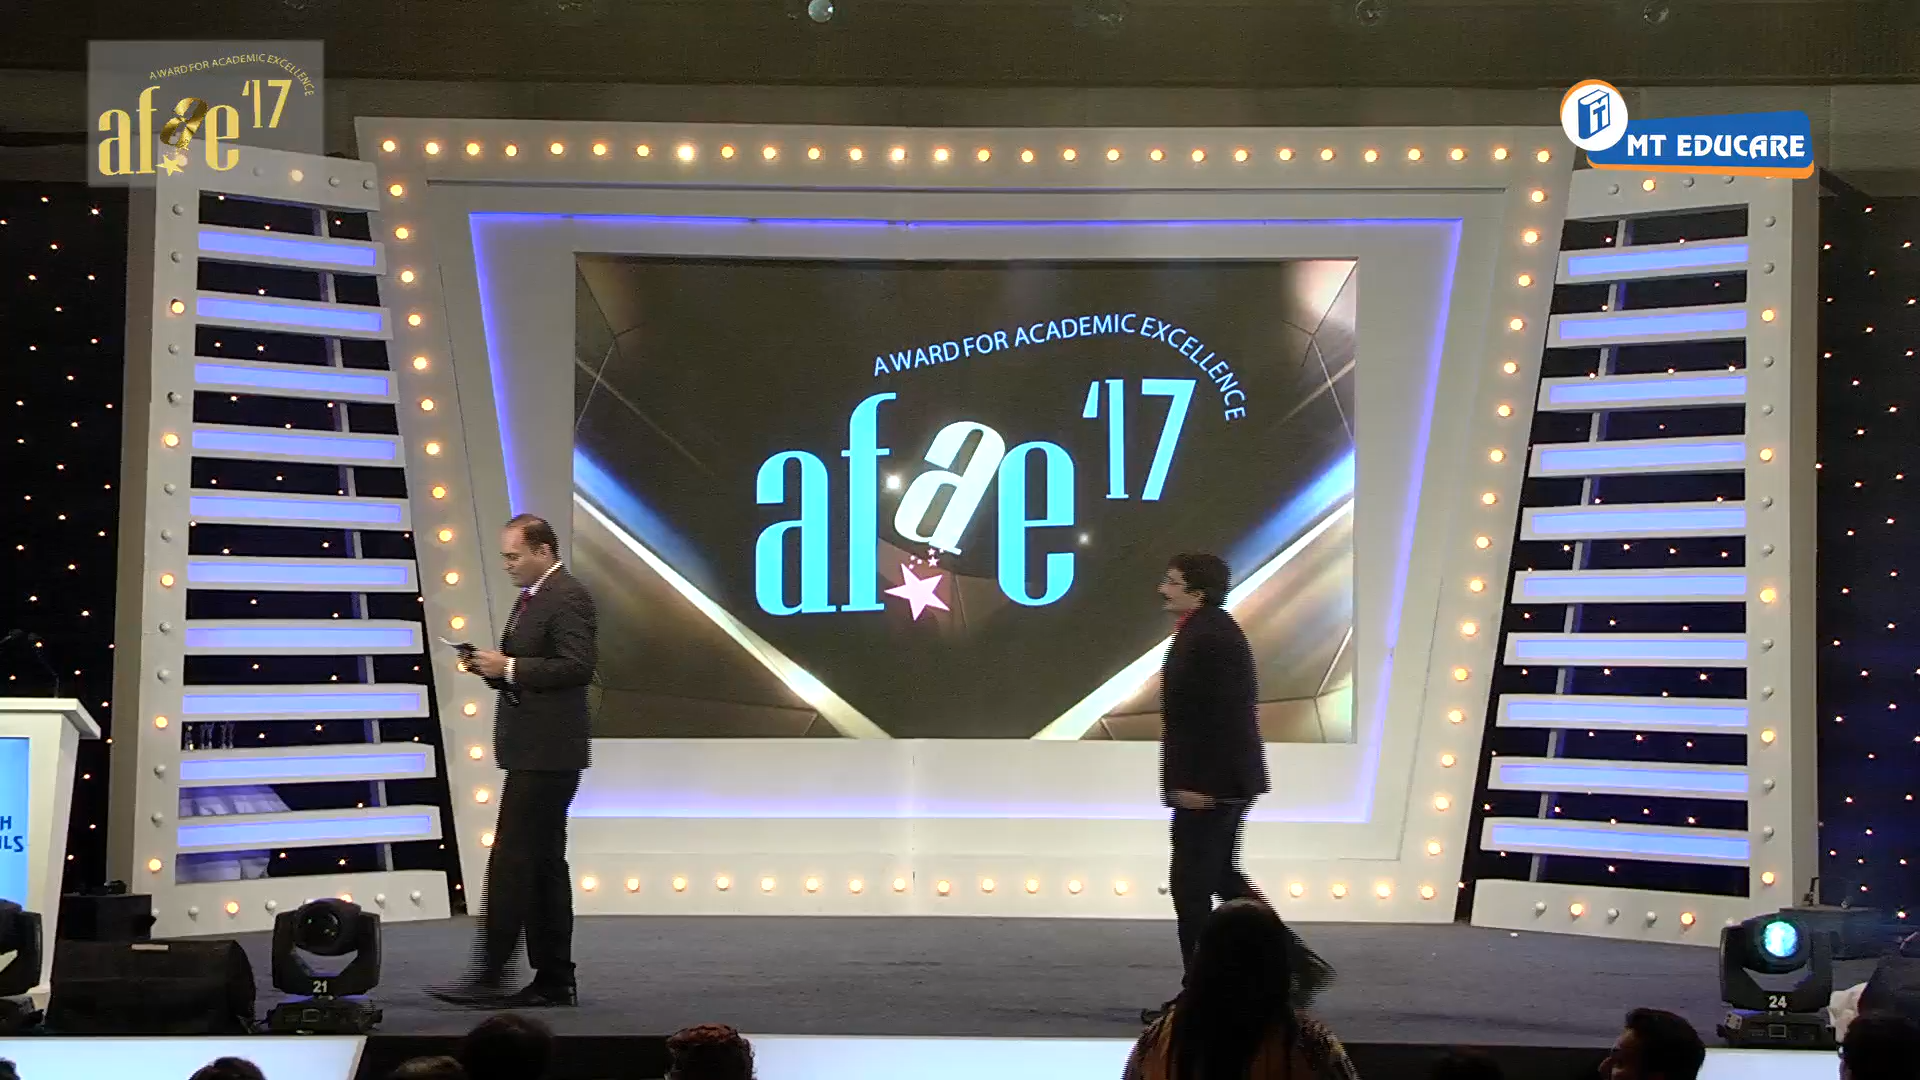 AWARD FOR ACADEMIC EXCELLENCE
afae '17
MT EDUCARE
AWARD FOR ACADEMIC EXCELLENCE
afae '17
21
24